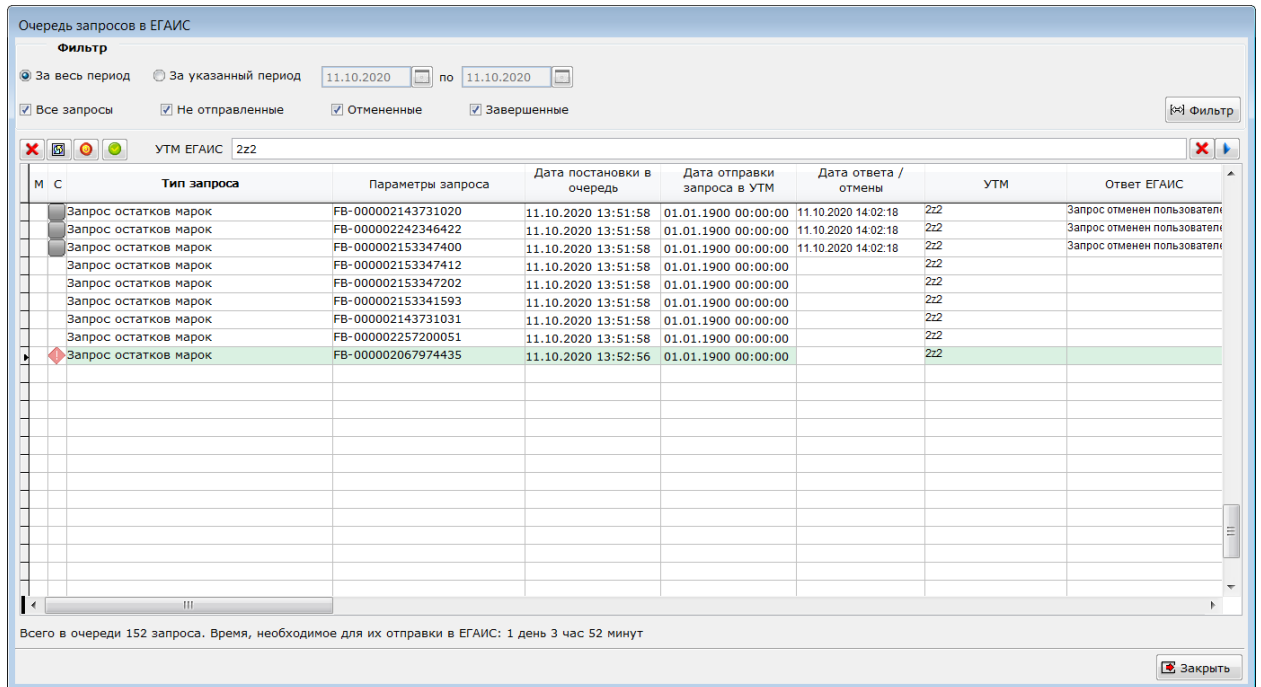 Очередь запросов в ЕГАИС
Фильтр
За весь период За указанный период 11.10.2020 по 11.10.2020
Все запросы Не отправленные Отмененные Завершенные Фильтр
УТМ ЕГАИС 2z2
М С Тип запроса Параметры запроса Дата постановки в очередь Дата отправки запроса в УТМ Дата ответа / отмены УТМ Ответ ЕГАИС
Запрос остатков марок FB-000002143731020 11.10.2020 13:51:58 01.01.1900 00:00:00 11.10.2020 14:02:18 2z2 Запрос отменен пользователе
Запрос остатков марок FB-000002242346422 11.10.2020 13:51:58 01.01.1900 00:00:00 11.10.2020 14:02:18 2z2 Запрос отменен пользователе
Запрос остатков марок FB-000002153347400 11.10.2020 13:51:58 01.01.1900 00:00:00 11.10.2020 14:02:18 2z2 Запрос отменен пользователе
Запрос остатков марок FB-000002153347412 11.10.2020 13:51:58 01.01.1900 00:00:00 2z2
Запрос остатков марок FB-000002153347202 11.10.2020 13:51:58 01.01.1900 00:00:00 2z2
Запрос остатков марок FB-000002153341593 11.10.2020 13:51:58 01.01.1900 00:00:00 2z2
Запрос остатков марок FB-000002143731031 11.10.2020 13:51:58 01.01.1900 00:00:00 2z2
Запрос остатков марок FB-000002257200051 11.10.2020 13:51:58 01.01.1900 00:00:00 2z2
Запрос остатков марок FB-000002067974435 11.10.2020 13:52:56 01.01.1900 00:00:00 2z2
Всего в очереди 152 запроса. Время, необходимое для их отправки в ЕГАИС: 1 день 3 час 52 минут
Закрыть